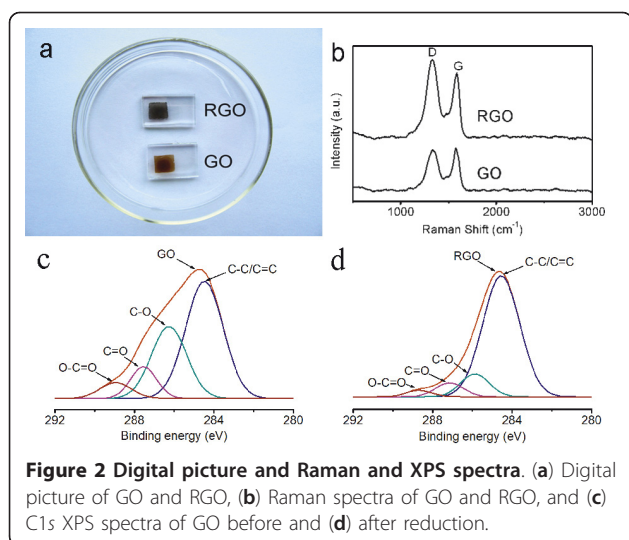 a
RGO
GO
b
D
G
RGO
GO
Intensity (a.u.)
1000 2000 3000
Raman Shift (cm-1)
c
GO
C-C/C=C
C-O
C=O
O-C=O
292 288 284 280
Binding energy (eV)
d
RGO
C-C/C=C
C-O
C=O
O-C=O
292 288 284 280
Binding energy (eV)
Figure 2 Digital picture and Raman and XPS spectra. (a) Digital
picture of GO and RGO, (b) Raman spectra of GO and RGO, and (c)
C1s XPS spectra of GO before and (d) after reduction.